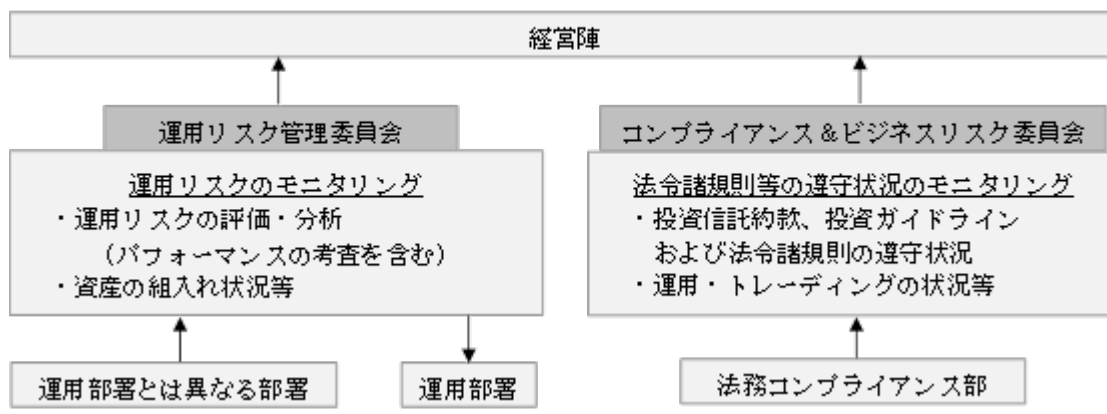 経営陣
運用リスク管理委員会
運用リスクのモニタリング
・運用リスクの評価・分析
（パフォーマンスの考査を含む）
・資産の組入れ状況等
コンプライアンス＆ビジネスリスク委員会
法令諸規則等の遵守状況のモニタリング
・投資信託約款、投資ガイドライン
および法令諸規則の遵守状況
・運用・トレーディングの状況等
運用部署とは異なる部署
運用部署
法務コンプライアンス部